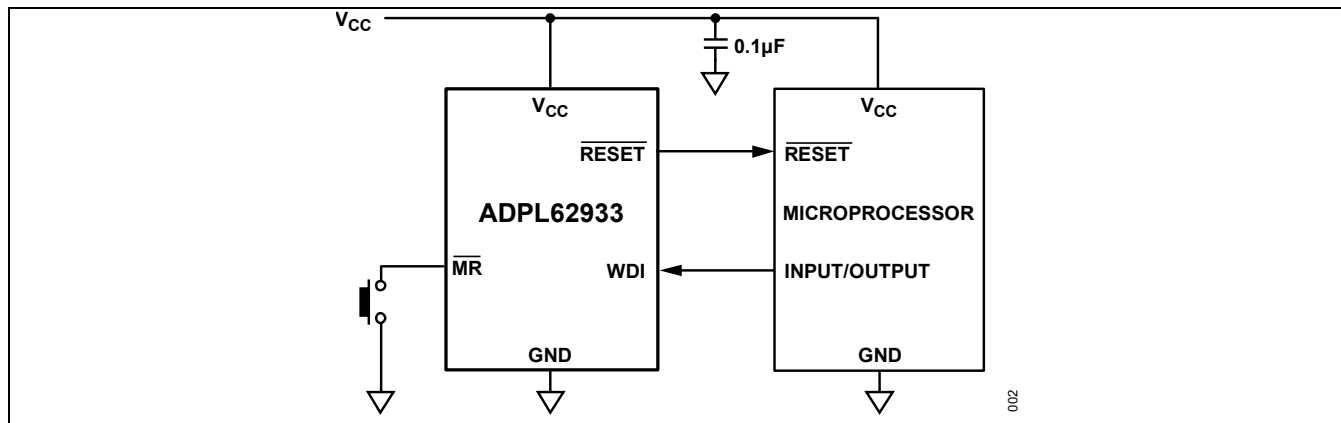 VCC
0.1µF
VCC
VCC
RESET
RESET
ADPL62933
MICROPROCESSOR
MR
WDI
INPUT/OUTPUT
GND
GND
002